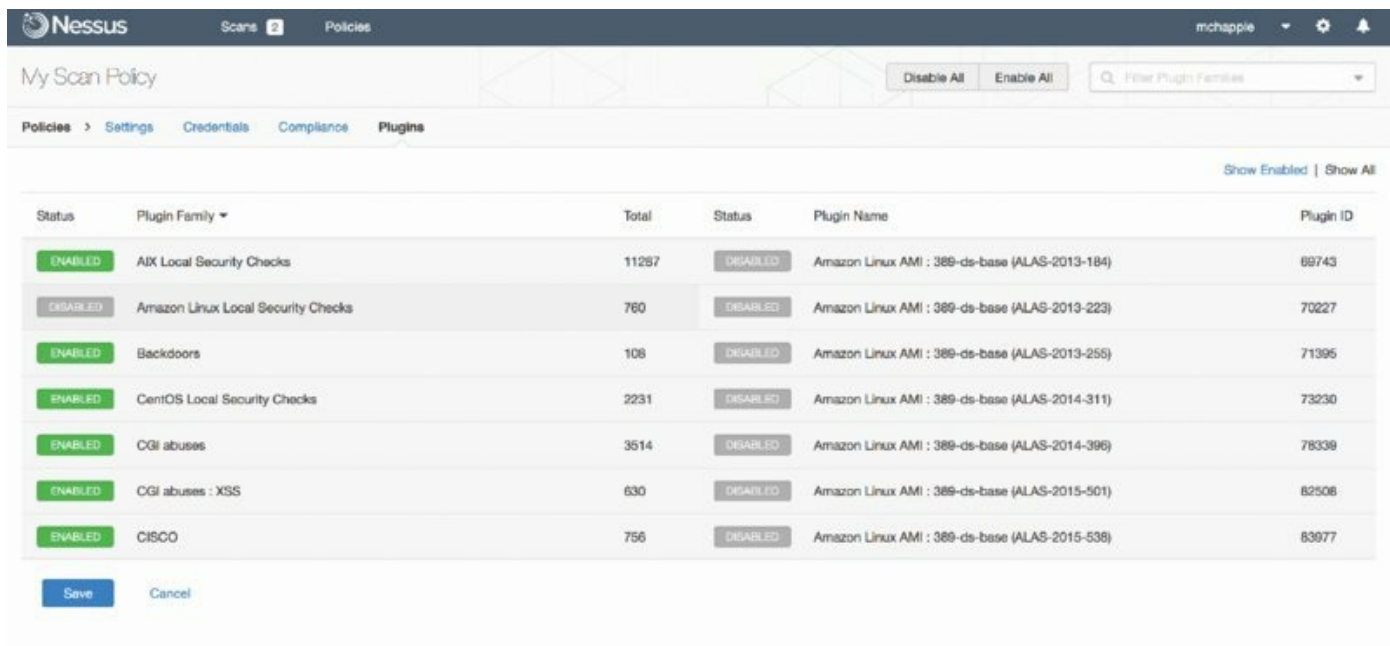 Nessus Scans 2 Policies mchapple
My Scan Policy Disable All Enable All Filter Plugin Families
Policies > Settings Credentials Compliance Plugins
Show Enabled | Show All
Status Plugin Family Total Status Plugin Name Plugin ID
ENABLED AIX Local Security Checks 11287 DISABLED Amazon Linux AMI : 389-ds-base (ALAS-2013-184) 69743
DISABLED Amazon Linux Local Security Checks 760 DISABLED Amazon Linux AMI : 389-ds-base (ALAS-2013-223) 70227
ENABLED Backdoors 108 DISABLED Amazon Linux AMI : 389-ds-base (ALAS-2013-255) 71395
ENABLED CentOS Local Security Checks 2231 DISABLED Amazon Linux AMI : 389-ds-base (ALAS-2014-311) 73230
ENABLED CGI abuses 3514 DISABLED Amazon Linux AMI : 389-ds-base (ALAS-2014-396) 78339
ENABLED CGI abuses : XSS 630 DISABLED Amazon Linux AMI : 389-ds-base (ALAS-2015-501) 82508
ENABLED CISCO 756 DISABLED Amazon Linux AMI : 389-ds-base (ALAS-2015-538) 83977
Save Cancel